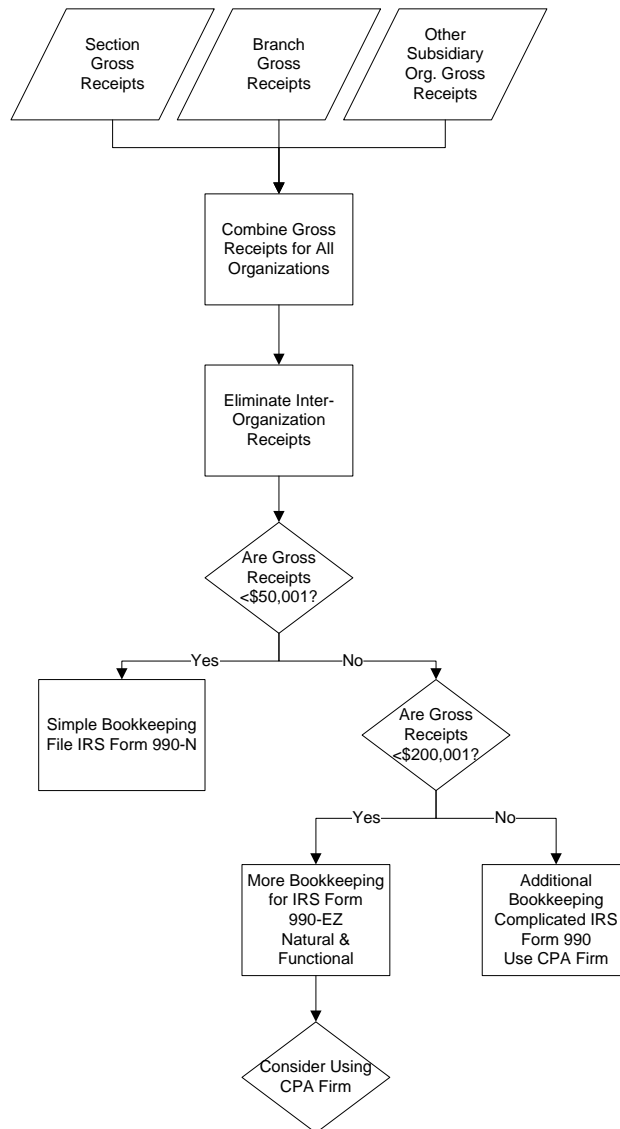 Section
Gross
Receipts
Branch
Gross
Receipts
Other
Subsidiary
Org. Gross
Receipts
Combine Gross
Receipts for All
Organizations
Eliminate Inter-
Organization
Receipts
Are Gross
Receipts
<$50,001?
Yes
No
Simple Bookkeeping
File IRS Form 990-N
Are Gross
Receipts
<$200,001?
Yes
No
More Bookkeeping
for IRS Form
990-EZ
Natural &
Functional
Additional
Bookkeeping
Complicated IRS
Form 990
Use CPA Firm
Consider Using
CPA Firm